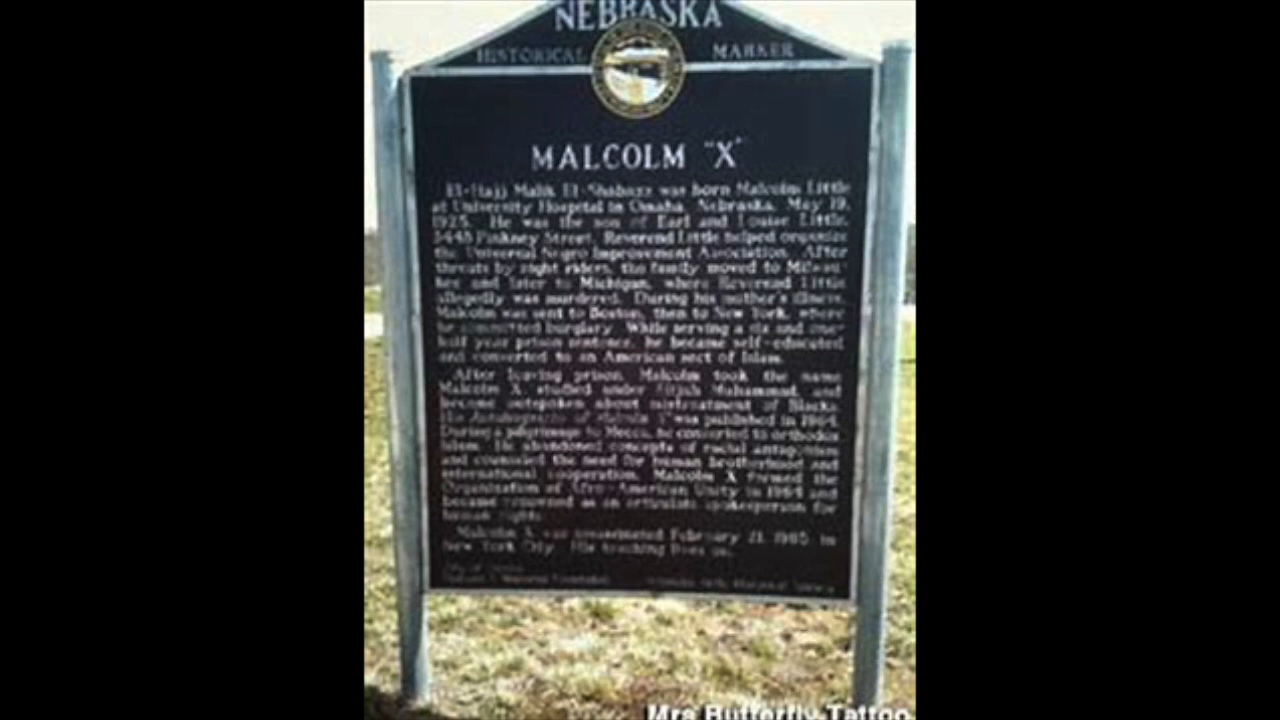 NEBRASKA
HISTORICAL MARKER
MALCOLM "X"
El-Hajj Malik El-Shabazz was born Malcolm Little
at University Hospital in Omaha, Nebraska, May 19,
1925. He was the son of Earl and Louise Little,
3448 Pinkney Street. Reverend Little helped organize
the Universal Negro Improvement Association. After
threats by night riders, the family moved to Milwau-
kee and later to Michigan, where Reverend Little
allegedly was murdered. During his mother's illness,
Malcolm was sent to Boston, then to New York, where
he committed burglary. While serving a six and one-
half year prison sentence, he became self-educated
and converted to an American sect of Islam.
After leaving prison, Malcolm took the name
Malcolm X, studied under Elijah Muhammad, and
became outspoken about mistreatment of Blacks.
His Autobiography of Malcolm X was published in 1964.
During a pilgrimage to Mecca, he converted to orthodox
Islam. He abandoned concepts of racial antagonism
and counseled the need for human brotherhood and
international cooperation. Malcolm X formed the
Organization of Afro-American Unity in 1964 and
became renowned as an articulate spokesperson for
human rights.
Malcolm X was assassinated February 21, 1965 in
New York City. His teaching lives on.
Mrs Butterfly Tattoo